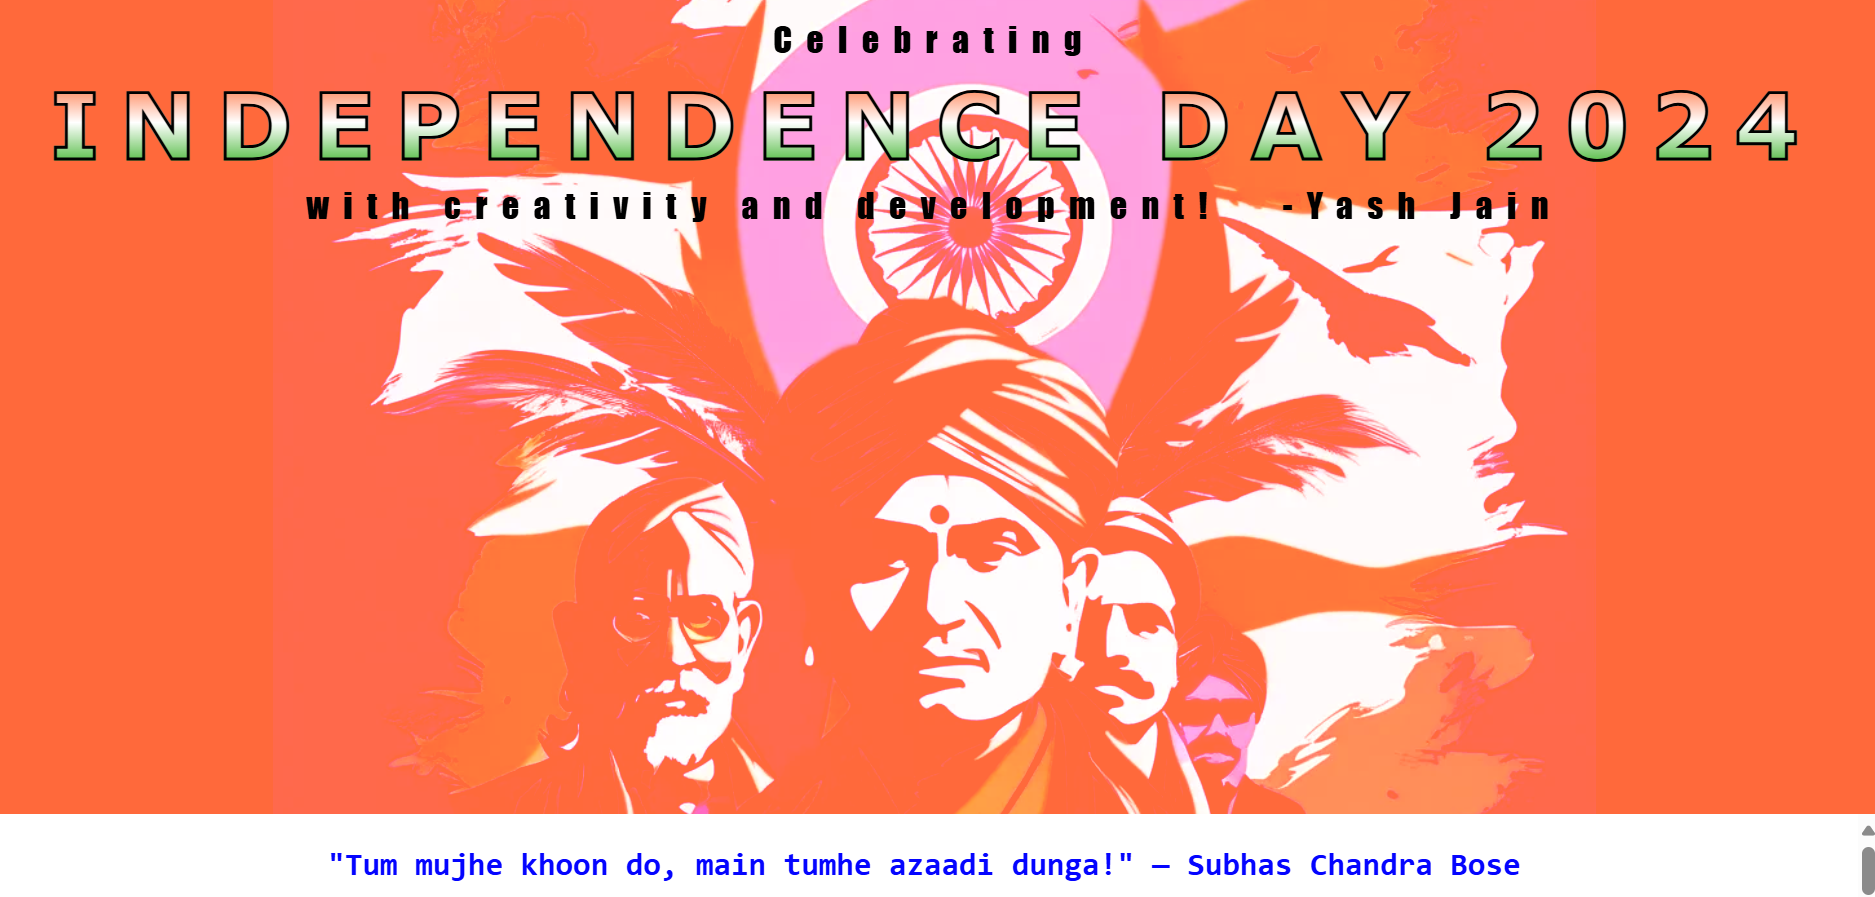 Celebrating
INDEPENDENCE DAY 2024
with creativity and development! -Yash Jain
"Tum mujhe khoon do, main tumhe azaadi dunga!" — Subhas Chandra Bose